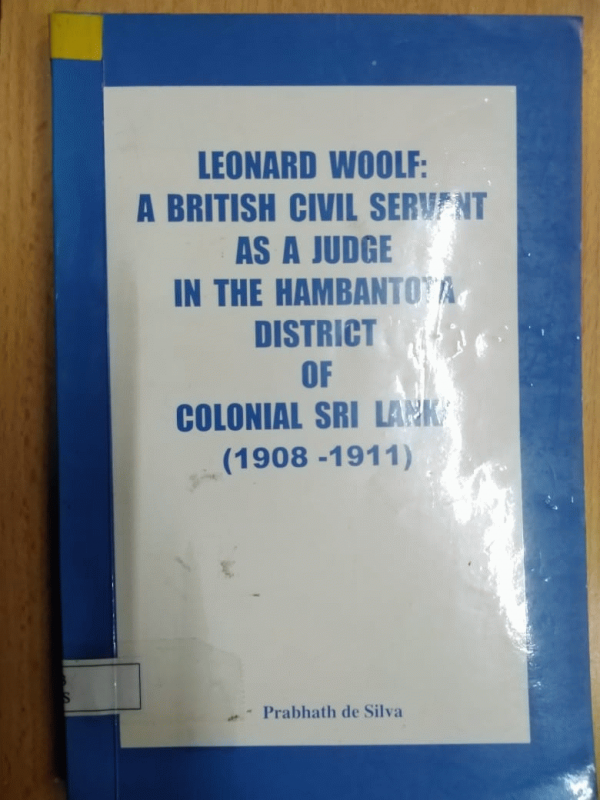 LEONARD WOOLF:
A BRITISH CIVIL SERVANT
AS A JUDGE
IN THE HAMBANTOTA
DISTRICT
OF
COLONIAL SRI LANKA
(1908 -1911)
S
Prabhath de Silva